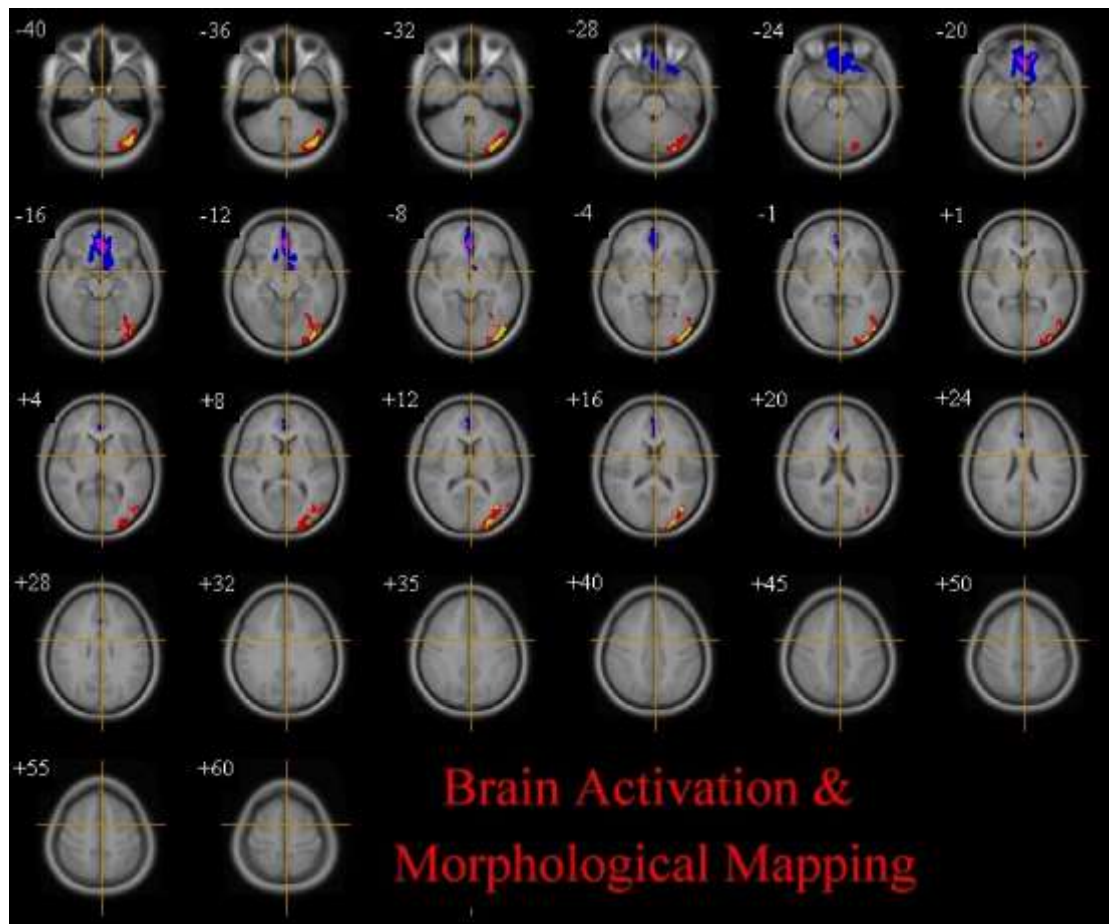 -40 -36 -32 -28 -24 -20
-16 -12 -8 -4 -1 +1
+4 +8 +12 +16 +20 +24
+28 +32 +35 +40 +45 +50
+55 +60
Brain Activation &
Morphological Mapping